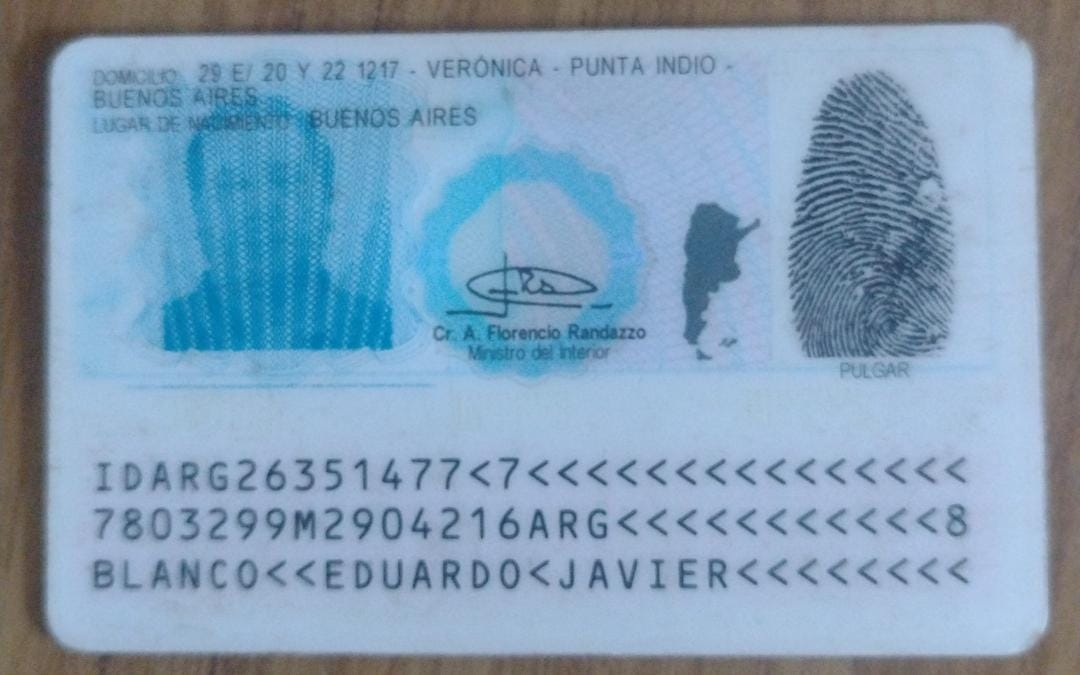 DOMICILIO 29 E/ 20 Y 22 1217 - VERÓNICA - PUNTA INDIO -
BUENOS AIRES
LUGAR DE NACIMIENTO BUENOS AIRES
Cr. A. Florencio Randazzo
Ministro del Interior
PULGAR
IDARG26351477<7<<<<<<<<<<<<<<<
7803299M2904216ARG<<<<<<<<<<<8
BLANCO<<EDUARDO<JAVIER<<<<<<<<